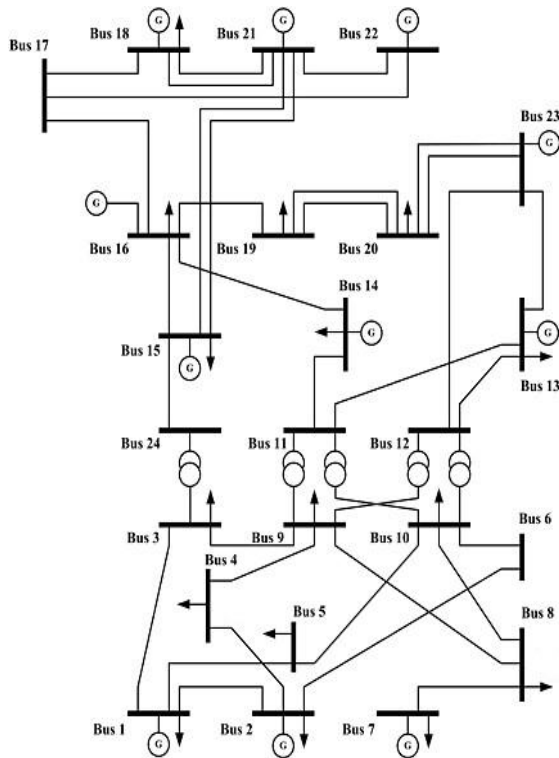 G G G
Bus 18 Bus 21 Bus 22
Bus 17
Bus 23
G
G
Bus 16 Bus 19 Bus 20
Bus 14
G
Bus 15
G
G
Bus 13
Bus 24 Bus 11 Bus 12
Bus 6
Bus 3 Bus 9 Bus 10
Bus 4
Bus 5
Bus 8
Bus 1 Bus 2 Bus 7
G G G